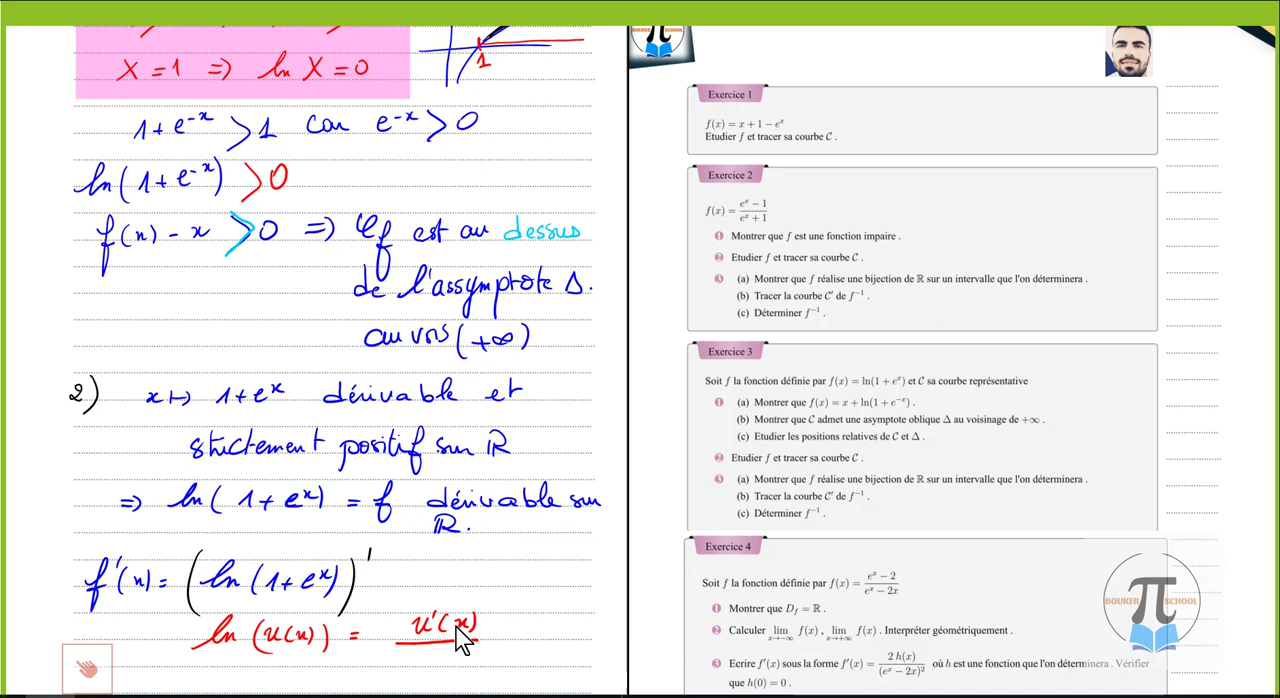 X = 1 => ln X = 0
1
1 + e^-x > 1 car e^-x > 0
ln(1 + e^-x) > 0
f(x) - x > 0 => 𝒞f est au dessus
de l'assymptote Δ.
au vois (+∞)
2) x ↦ 1 + e^x dérivable et
strictement positif sur ℝ
=> ln(1 + e^x) = f dérivable sur
ℝ.
f'(x) = (ln(1 + e^x))'
ln(u(x)) = u'(x)
BOUKER SCHOOL
Exercice 1
f(x) = x + 1 − e^x
Etudier f et tracer sa courbe 𝒞 .
Exercice 2
f(x) = (e^x − 1)/(e^x + 1)
1 Montrer que f est une fonction impaire .
2 Etudier f et tracer sa courbe 𝒞 .
3 (a) Montrer que f réalise une bijection de ℝ sur un intervalle que l'on déterminera .
(b) Tracer la courbe 𝒞' de f^−1 .
(c) Déterminer f^−1 .
Exercice 3
Soit f la fonction définie par f(x) = ln(1 + e^x) et 𝒞 sa courbe représentative
1 (a) Montrer que f(x) = x + ln(1 + e^−x) .
(b) Montrer que 𝒞 admet une asymptote oblique Δ au voisinage de +∞ .
(c) Etudier les positions relatives de 𝒞 et Δ .
2 Etudier f et tracer sa courbe 𝒞 .
3 (a) Montrer que f réalise une bijection de ℝ sur un intervalle que l'on déterminera .
(b) Tracer la courbe 𝒞' de f^−1 .
(c) Déterminer f^−1 .
Exercice 4
Soit f la fonction définie par f(x) = (e^x − 2)/(e^x − 2x)
1 Montrer que D_f = ℝ .
2 Calculer lim x→−∞ f(x) , lim x→+∞ f(x) . Interpréter géométriquement .
3 Ecrire f'(x) sous la forme f'(x) = 2 h(x)/(e^x − 2x)^2 où h est une fonction que l'on déterminera . Vérifier
que h(0) = 0 .
BOUKER SCHOOL